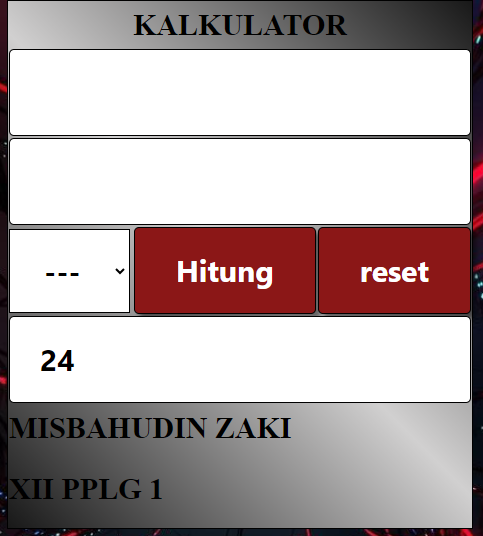 KALKULATOR
--- Hitung reset
24
MISBAHUDIN ZAKI
XII PPLG 1